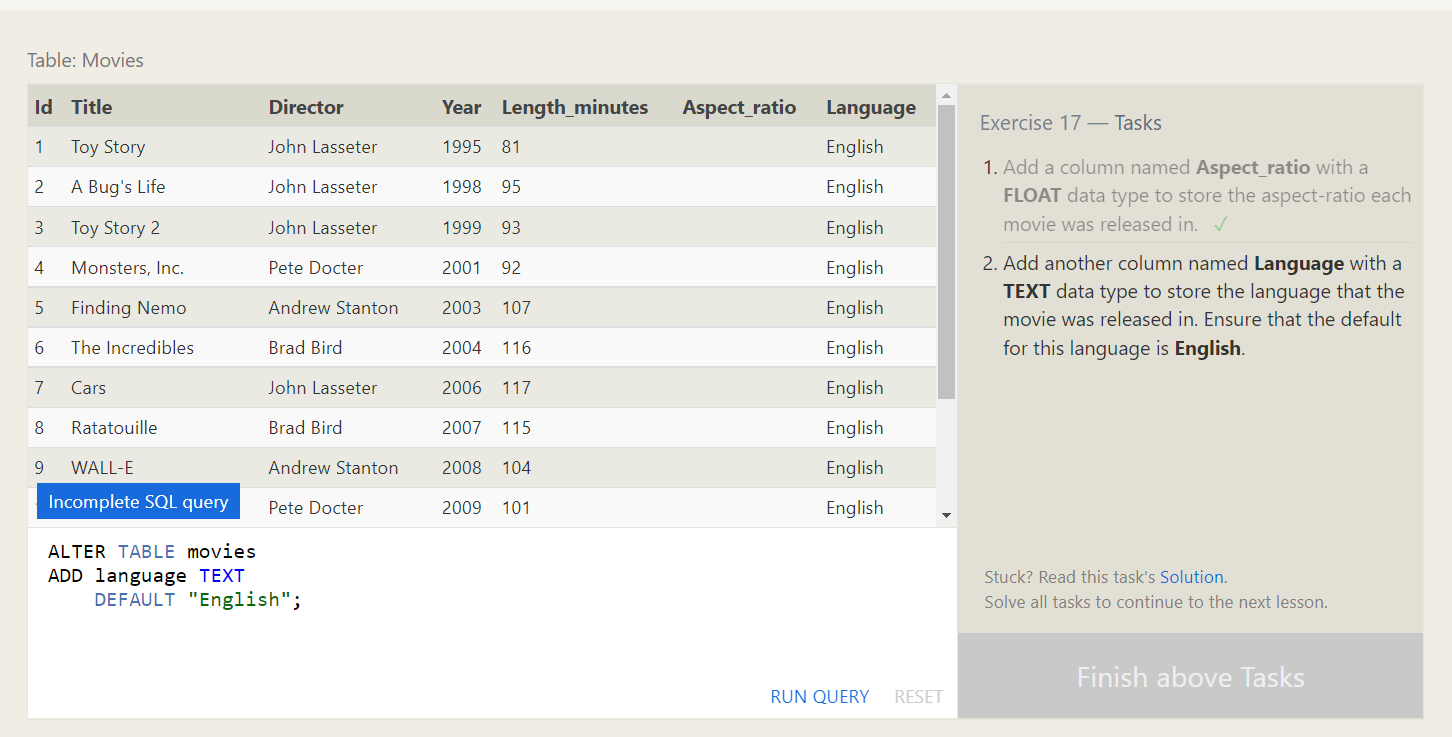 Table: Movies
Id Title Director Year Length_minutes Aspect_ratio Language
1 Toy Story John Lasseter 1995 81 English
2 A Bug's Life John Lasseter 1998 95 English
3 Toy Story 2 John Lasseter 1999 93 English
4 Monsters, Inc. Pete Docter 2001 92 English
5 Finding Nemo Andrew Stanton 2003 107 English
6 The Incredibles Brad Bird 2004 116 English
7 Cars John Lasseter 2006 117 English
8 Ratatouille Brad Bird 2007 115 English
9 WALL-E Andrew Stanton 2008 104 English
Pete Docter 2009 101 English
Incomplete SQL query
ALTER TABLE movies
ADD language TEXT
DEFAULT "English";
RUN QUERY RESET
Exercise 17 — Tasks
1. Add a column named Aspect_ratio with a
FLOAT data type to store the aspect-ratio each
movie was released in. ✓
2. Add another column named Language with a
TEXT data type to store the language that the
movie was released in. Ensure that the default
for this language is English.
Stuck? Read this task's Solution.
Solve all tasks to continue to the next lesson.
Finish above Tasks